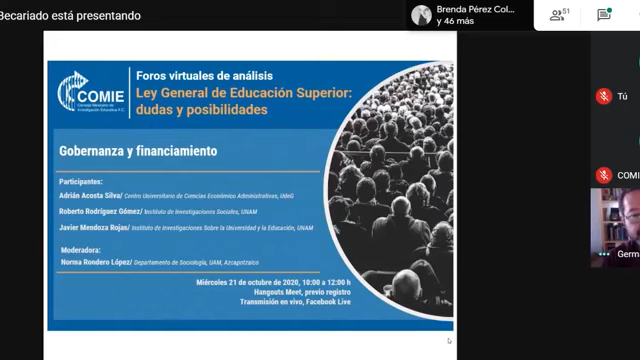 Becariado está presentando
Brenda Pérez Col...
y 46 más
51
Tú
COMIE
Consejo Mexicano de
Investigación Educativa A.C.
Foros virtuales de análisis
Ley General de Educación Superior:
dudas y posibilidades
Gobernanza y financiamiento
Participantes:
Adrián Acosta Silva/ Centro Universitario de Ciencias Económico Administrativas, UdeG
Roberto Rodríguez Gómez/ Instituto de Investigaciones Sociales, UNAM
Javier Mendoza Rojas/ Instituto de Investigaciones Sobre la Universidad y la Educación, UNAM
Moderadora:
Norma Rondero López/ Departamento de Sociología, UAM, Azcapotzalco
Miércoles 21 de octubre de 2020, 10:00 a 12:00 h
Hangouts Meet, previo registro
Transmisión en vivo, Facebook Live
COMI
Germa